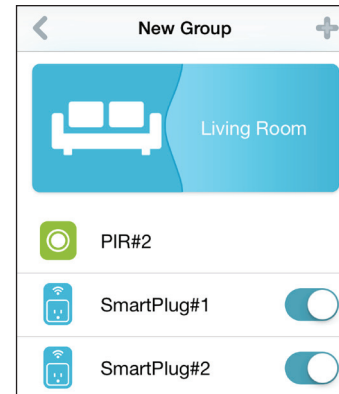 New Group
Living Room
PIR#2
SmartPlug#1
SmartPlug#2